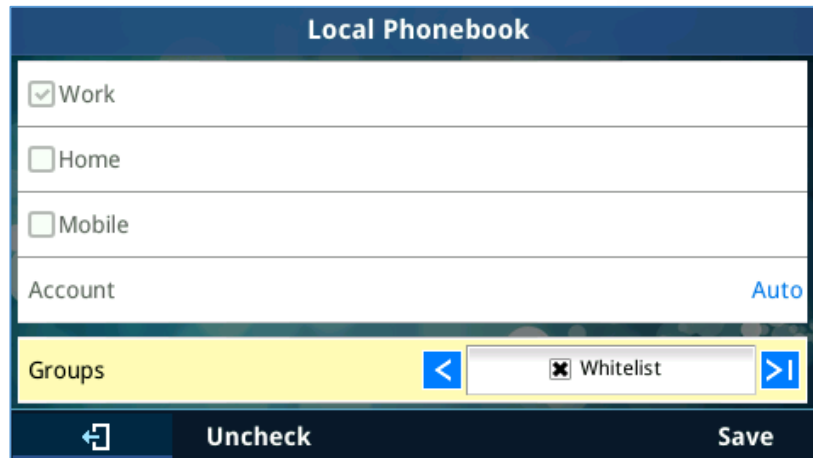 Local Phonebook
Work
Home
Mobile
Account Auto
Groups Whitelist
Uncheck Save